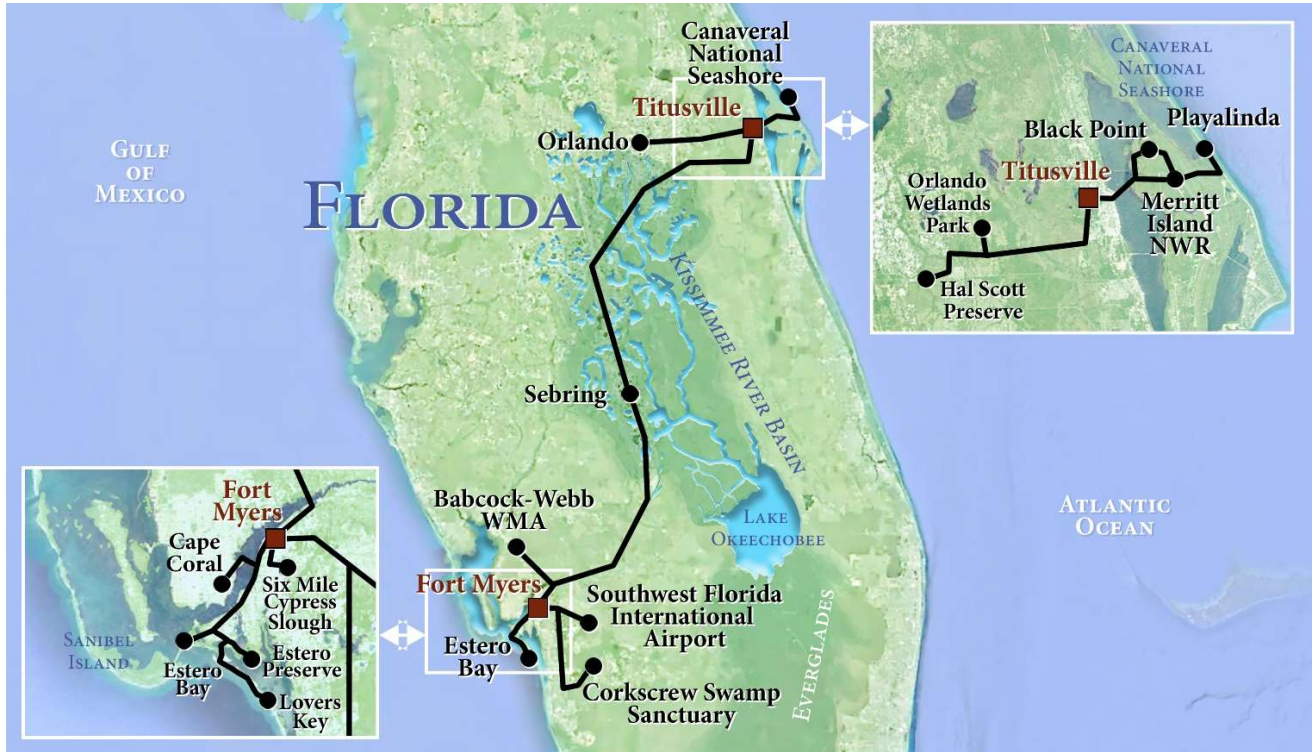 Canaveral
National
Seashore
Titusville
Orlando
Gulf
of
Mexico
Florida
Kissimmee River Basin
Sebring
Babcock-Webb
WMA
Lake
Okeechobee
Atlantic
Ocean
Fort Myers
Southwest Florida
International
Airport
Estero
Bay
Corkscrew Swamp
Sanctuary
Everglades
Canaveral
National
Seashore
Playalinda
Black Point
Titusville
Orlando
Wetlands
Park
Merritt
Island
NWR
Hal Scott
Preserve
Fort
Myers
Cape
Coral
Six Mile
Cypress
Slough
Sanibel
Island
Estero
Bay
Estero
Preserve
Lovers
Key